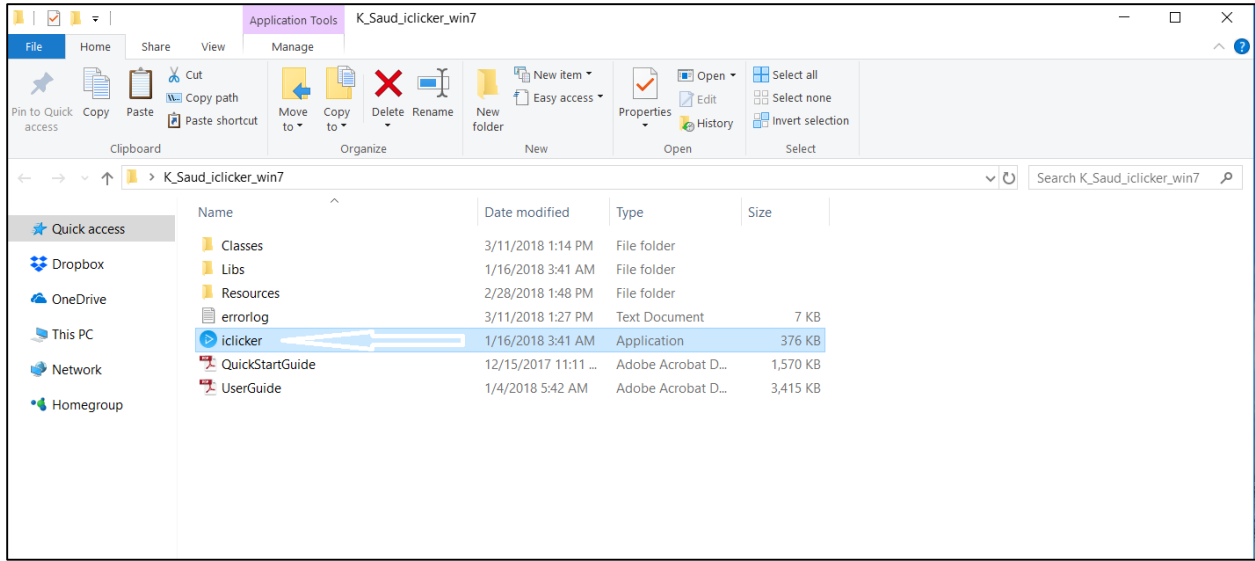 Application Tools K_Saud_iclicker_win7
File Home Share View Manage
Pin to Quick access
Copy
Paste
Cut
Copy path
Paste shortcut
Clipboard
Move to
Copy to
Delete
Rename
Organize
New folder
New item
Easy access
New
Properties
Open
Edit
History
Open
Select all
Select none
Invert selection
Select
K_Saud_iclicker_win7
Search K_Saud_iclicker_win7
Quick access
Dropbox
OneDrive
This PC
Network
Homegroup
Name Date modified Type Size
Classes 3/11/2018 1:14 PM File folder
Libs 1/16/2018 3:41 AM File folder
Resources 2/28/2018 1:48 PM File folder
errorlog 3/11/2018 1:27 PM Text Document 7 KB
iclicker 1/16/2018 3:41 AM Application 376 KB
QuickStartGuide 12/15/2017 11:11 ... Adobe Acrobat D... 1,570 KB
UserGuide 1/4/2018 5:42 AM Adobe Acrobat D... 3,415 KB